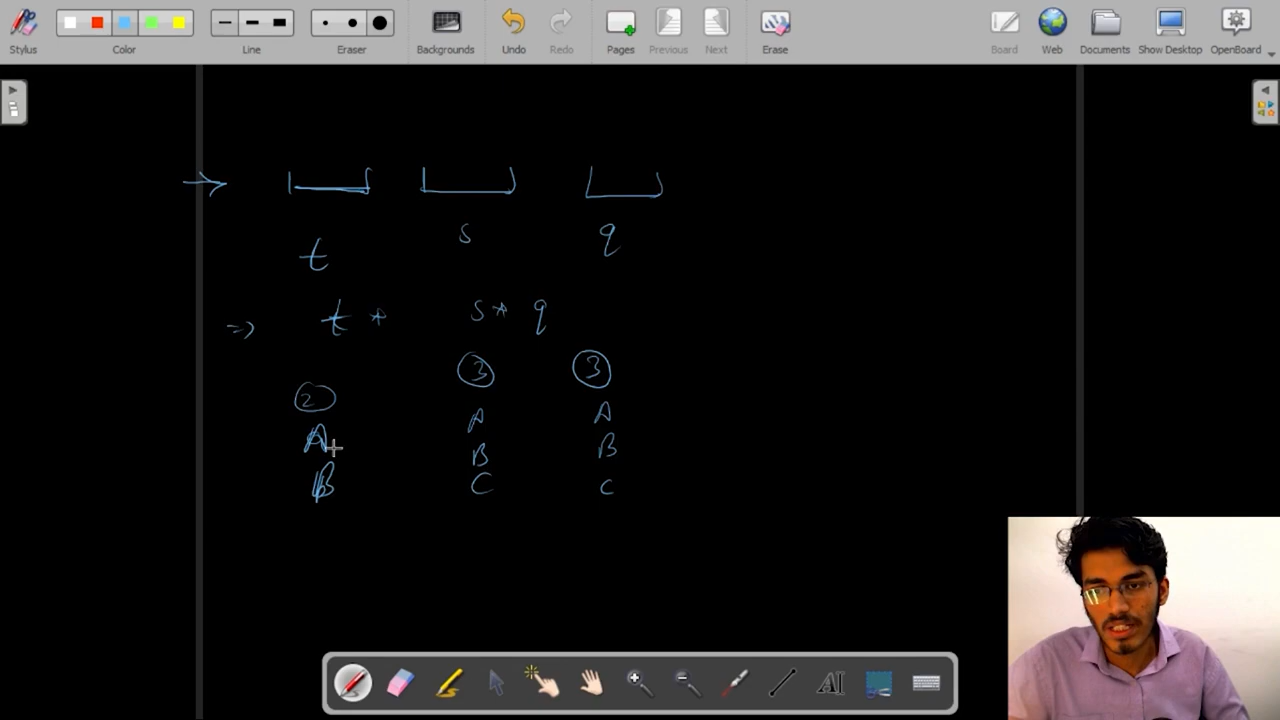 Stylus Color Line Eraser Backgrounds Undo Redo Pages Previous Next Erase Board Web Documents Show Desktop OpenBoard
→
t s q
⇒ t * s * q
2 3 3
A A A
B B B
C C
AI